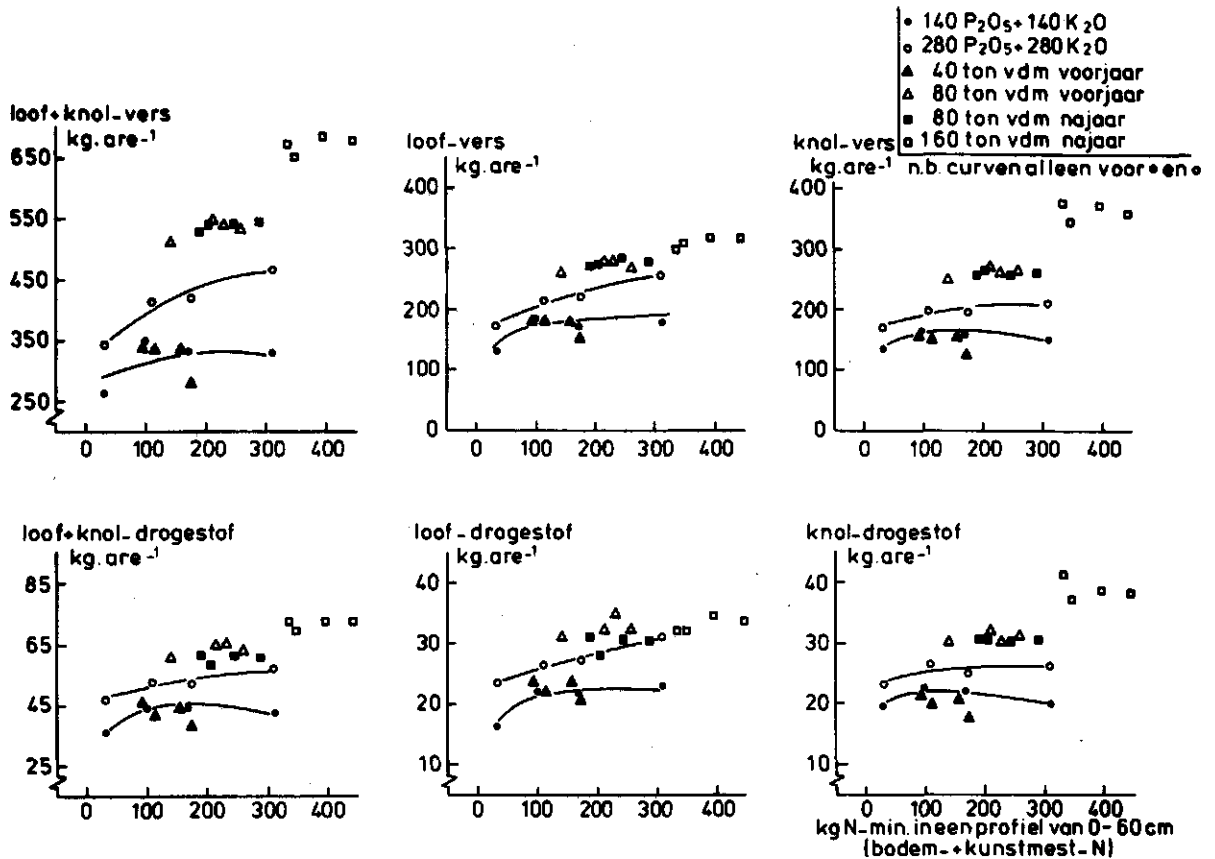 • 140 P₂O₅+140 K₂O
○ 280 P₂O₅+280 K₂O
▲ 40 ton vdm voorjaar
△ 80 ton vdm voorjaar
■ 80 ton vdm najaar
□ 160 ton vdm najaar
n.b. curven alleen voor • en ○
loof+knol-vers
kg.are⁻¹
650
550
450
350
250
0 100 200 300 400
loof-vers
kg.are⁻¹
400
300
200
100
0
0 100 200 300 400
knol-vers
kg.are⁻¹
400
300
200
100
0
0 100 200 300 400
loof+knol-drogestof
kg.are⁻¹
85
65
45
25
0 100 200 300 400
loof-drogestof
kg.are⁻¹
40
30
20
10
0 100 200 300 400
knol-drogestof
kg.are⁻¹
40
30
20
10
0 100 200 300 400
kg N-min. in een profiel van 0-60cm
(bodem-+kunstmest-N)